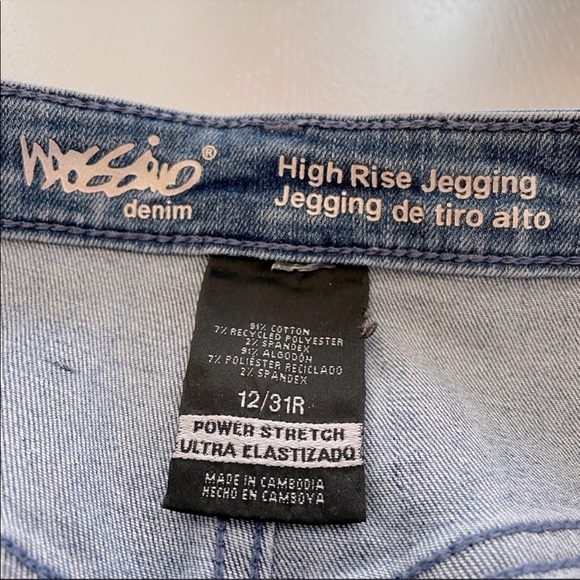 mossimo®
denim
High Rise Jegging
Jegging de tiro alto
91% COTTON
7% RECYCLED POLYESTER
2% SPANDEX
91% ALGODÓN
7% POLIÉSTER RECICLADO
2% SPANDEX
12/31R
POWER STRETCH
ULTRA ELASTIZADO
MADE IN CAMBODIA
HECHO EN CAMBOYA